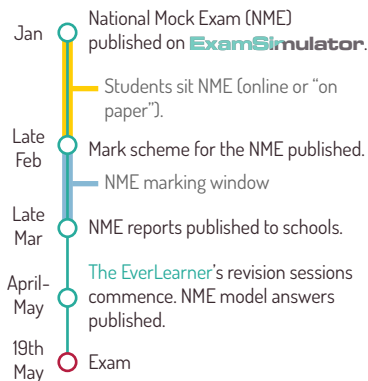 Jan
National Mock Exam (NME)
published on ExamSimulator.
Students sit NME (online or “on
paper”).
Late
Feb
Mark scheme for the NME published.
NME marking window
Late
Mar
NME reports published to schools.
April-
May
The EverLearner’s revision sessions
commence. NME model answers
published.
19th
May
Exam